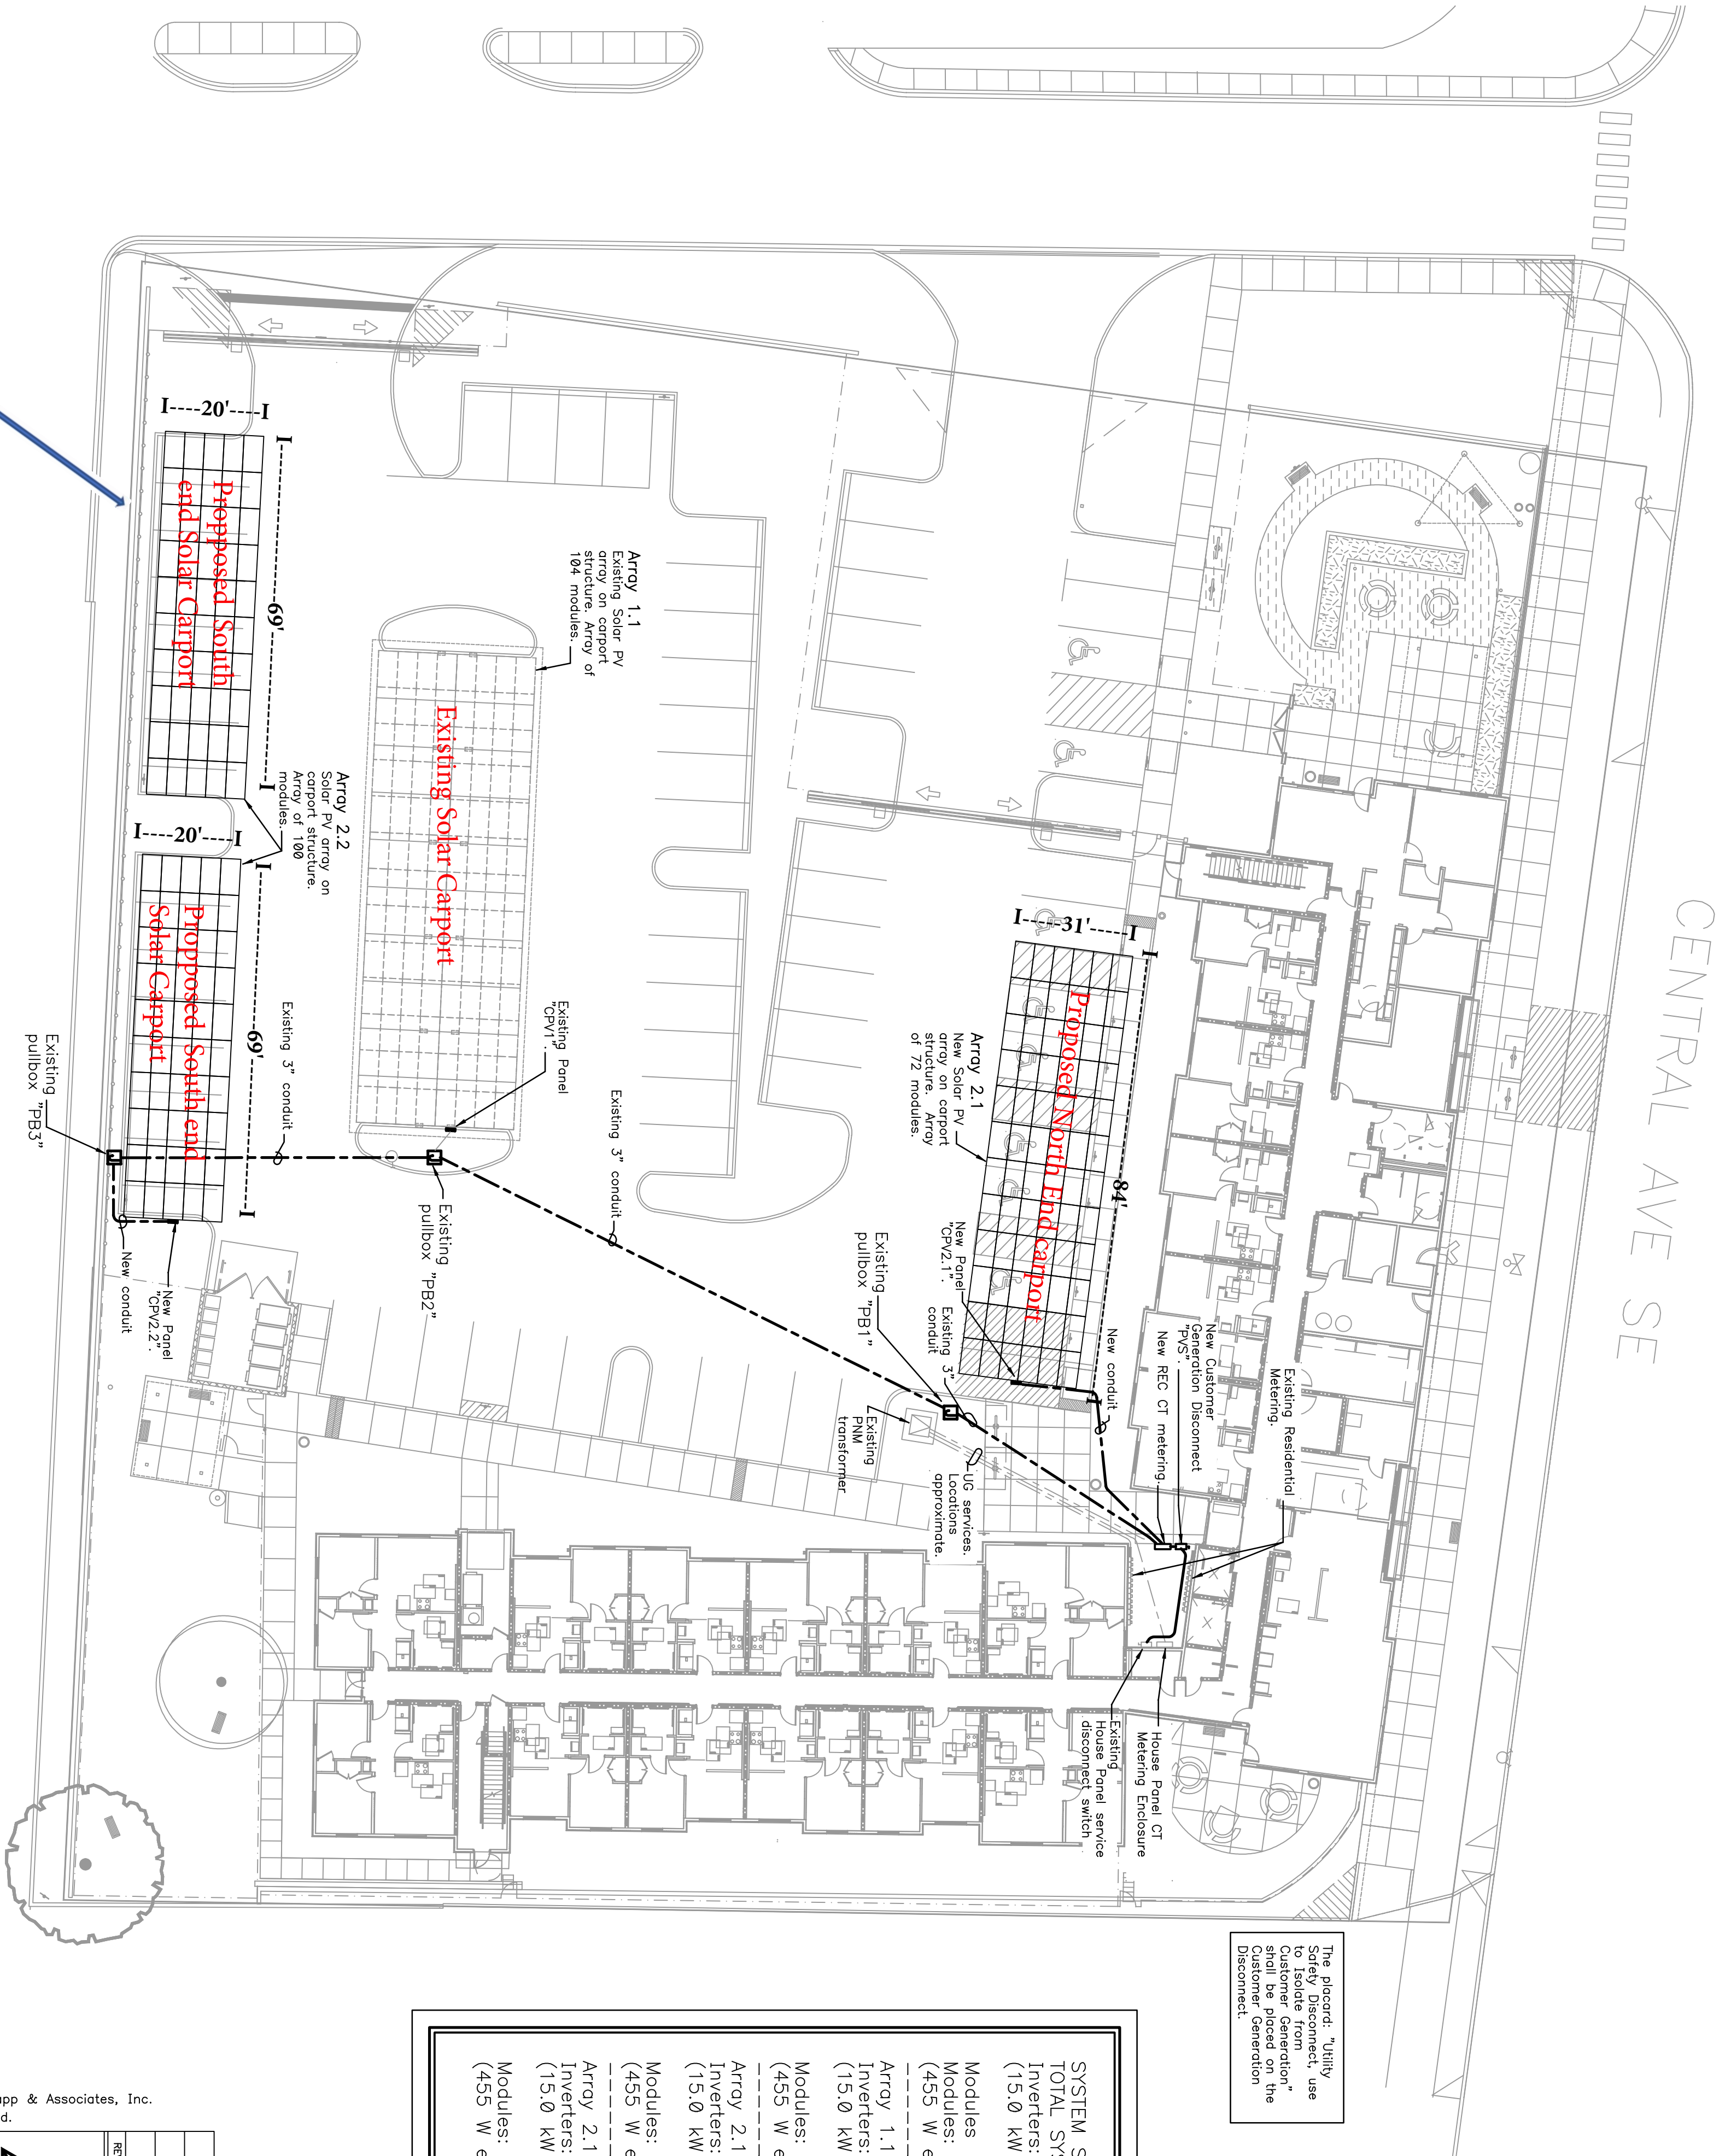 CENTRAL AVE SE
The placard: "Utility
Safety Disconnect, use
to Isolate from
Customer Generation"
shall be placed on the
Customer Generation
Disconnect.
Existing Residential
Metering.
New Customer
Generation Disconnect
"PVS".
New REC CT metering.
House Panel CT
Metering Enclosure
Existing
House Panel service
disconnect switch
I----31'-----I
I-----------84'-----------I
Proposed North End carport
Array 2.1
New Solar PV
array on carport
structure. Array
of 72 modules.
New Panel
"CPV2.1".
New conduit
Existing 3"
conduit
Existing
pullbox "PB1"
Existing
PNM
transformer
UG services.
Locations
approximate.
Array 1.1
Existing Solar PV
array on carport
structure. Array of
104 modules.
Existing Panel
"CPV1".
Existing 3" conduit
Existing Solar Carport
Existing
pullbox "PB2"
Array 2.2
Solar PV array on
carport structure.
Array of 100
modules.
I----20'----I
I-----------69'-----------I
Propposed South
end Solar Carport
I----20'----I
I-----------69'-----------I
Propposed South end
Solar Carport
Existing 3" conduit
Existing
pullbox "PB3"
New Panel
"CPV2.2".
New conduit
SYSTEM S
TOTAL SYS
Inverters:
(15.0 kW
Modules
Modules:
(455 W e
Array 1.1
Inverters:
(15.0 kW
Modules:
(455 W e
Array 2.1
Inverters:
(15.0 kW
Modules:
(455 W e
Array 2.1
Inverters:
(15.0 kW
Modules:
(455 W e
app & Associates, Inc.
d.
RE